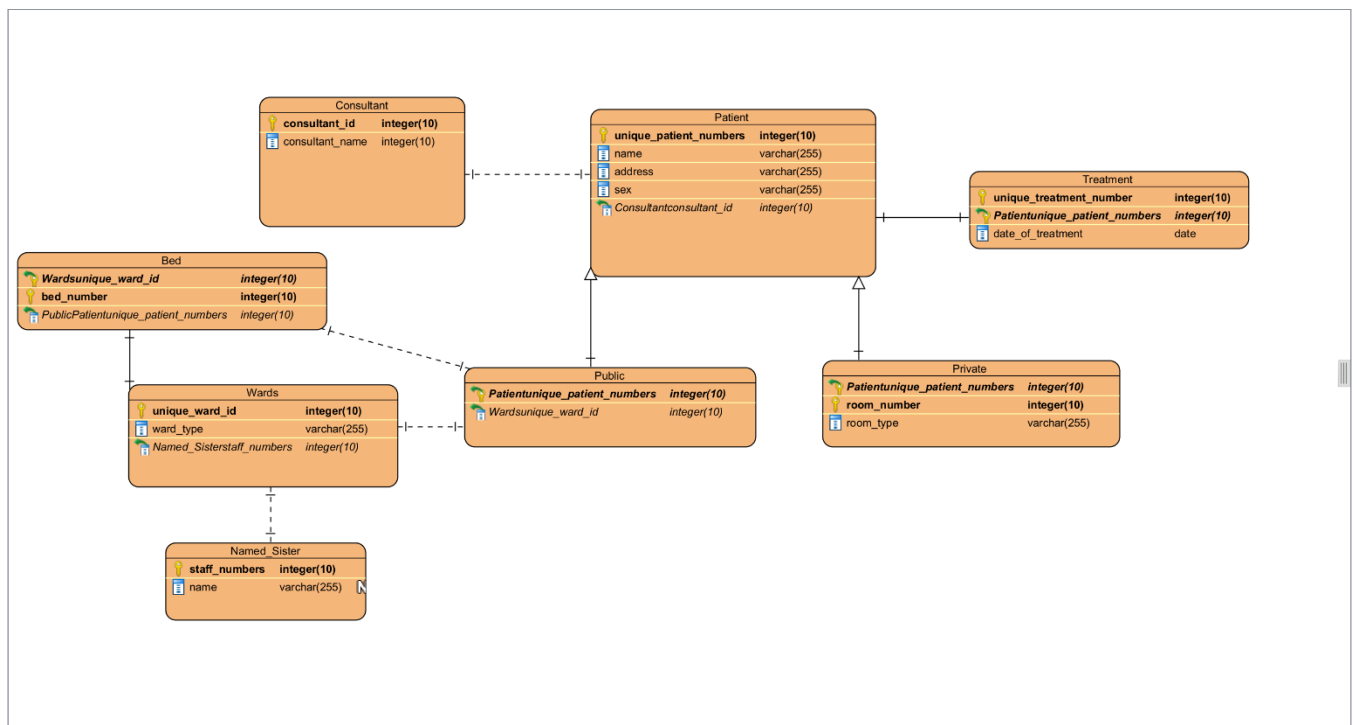 Consultant
consultant_id integer(10)
consultant_name integer(10)
Patient
unique_patient_numbers integer(10)
name varchar(255)
address varchar(255)
sex varchar(255)
Consultantconsultant_id integer(10)
Treatment
unique_treatment_number integer(10)
Patientunique_patient_numbers integer(10)
date_of_treatment date
Bed
Wardsunique_ward_id integer(10)
bed_number integer(10)
PublicPatientunique_patient_numbers integer(10)
Wards
unique_ward_id integer(10)
ward_type varchar(255)
Named_Sisterstaff_numbers integer(10)
Public
Patientunique_patient_numbers integer(10)
Wardsunique_ward_id integer(10)
Private
Patientunique_patient_numbers integer(10)
room_number integer(10)
room_type varchar(255)
Named_Sister
staff_numbers integer(10)
name varchar(255) N